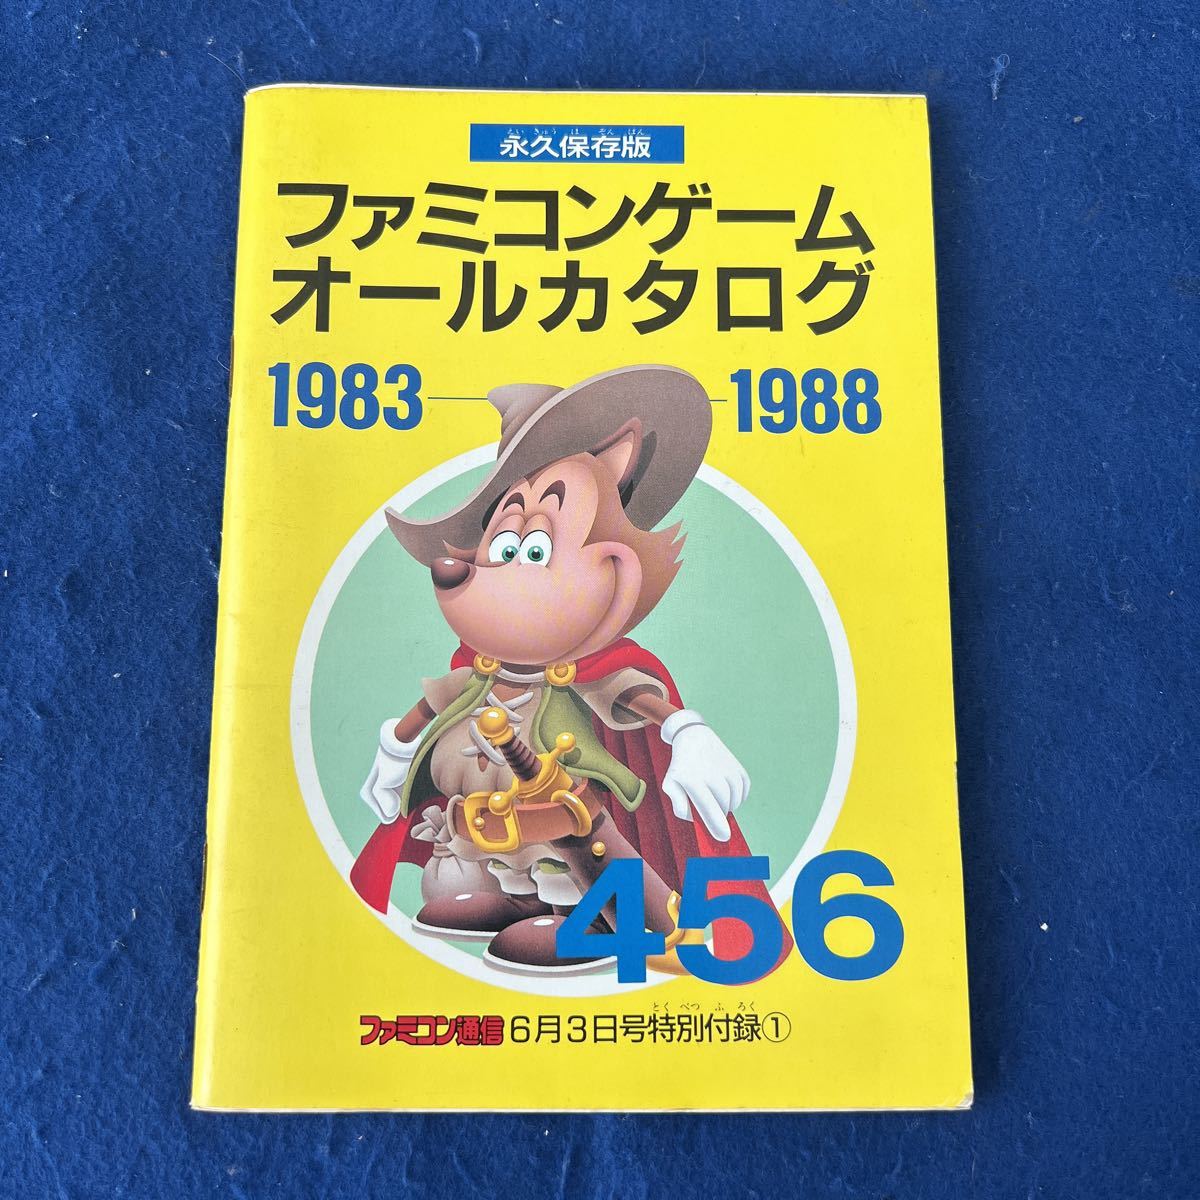 えいきゅうほぞんばん
永久保存版
ファミコンゲーム
オールカタログ
1983—1988
456
とくべつふろく
ファミコン通信6月3日号特別付録①